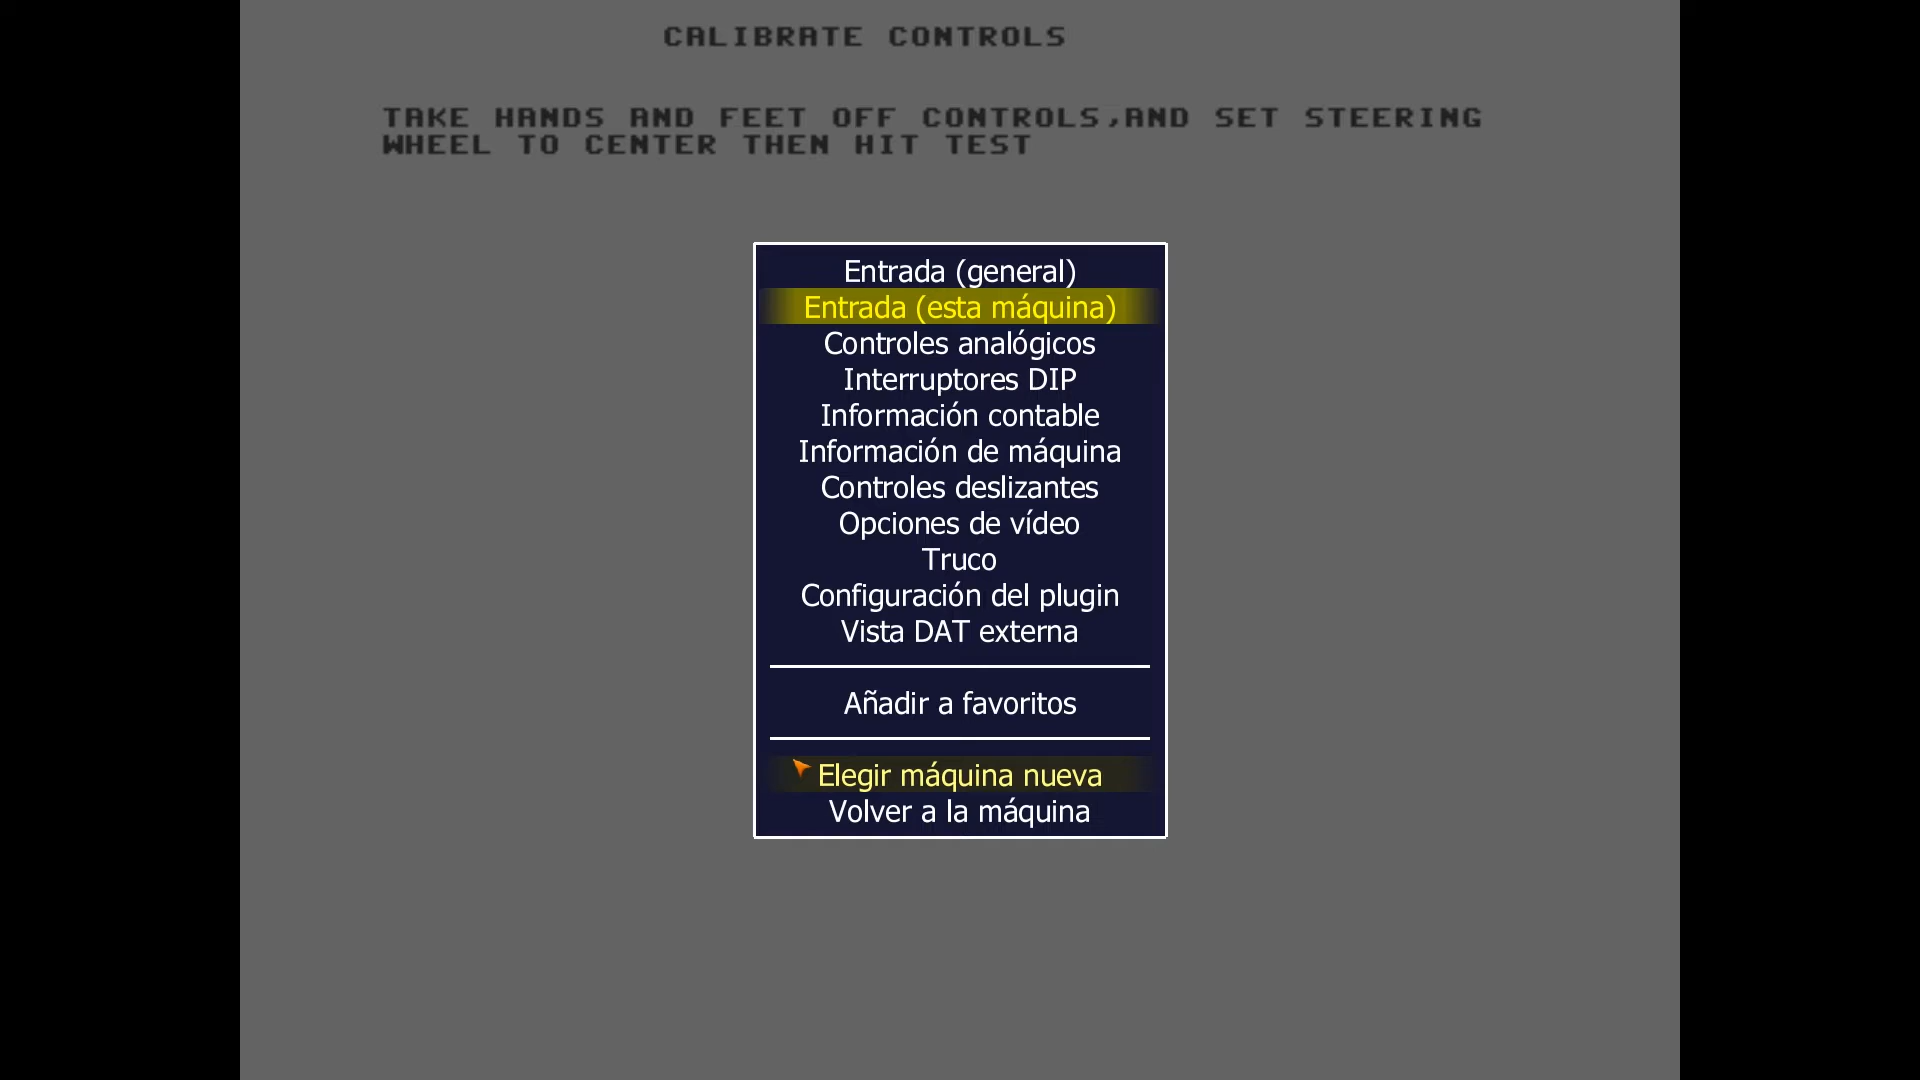 CALIBRATE CONTROLS
TAKE HANDS AND FEET OFF CONTROLS,AND SET STEERING
WHEEL TO CENTER THEN HIT TEST
Entrada (general)
Entrada (esta máquina)
Controles analógicos
Interruptores DIP
Información contable
Información de máquina
Controles deslizantes
Opciones de vídeo
Truco
Configuración del plugin
Vista DAT externa
Añadir a favoritos
Elegir máquina nueva
Volver a la máquina